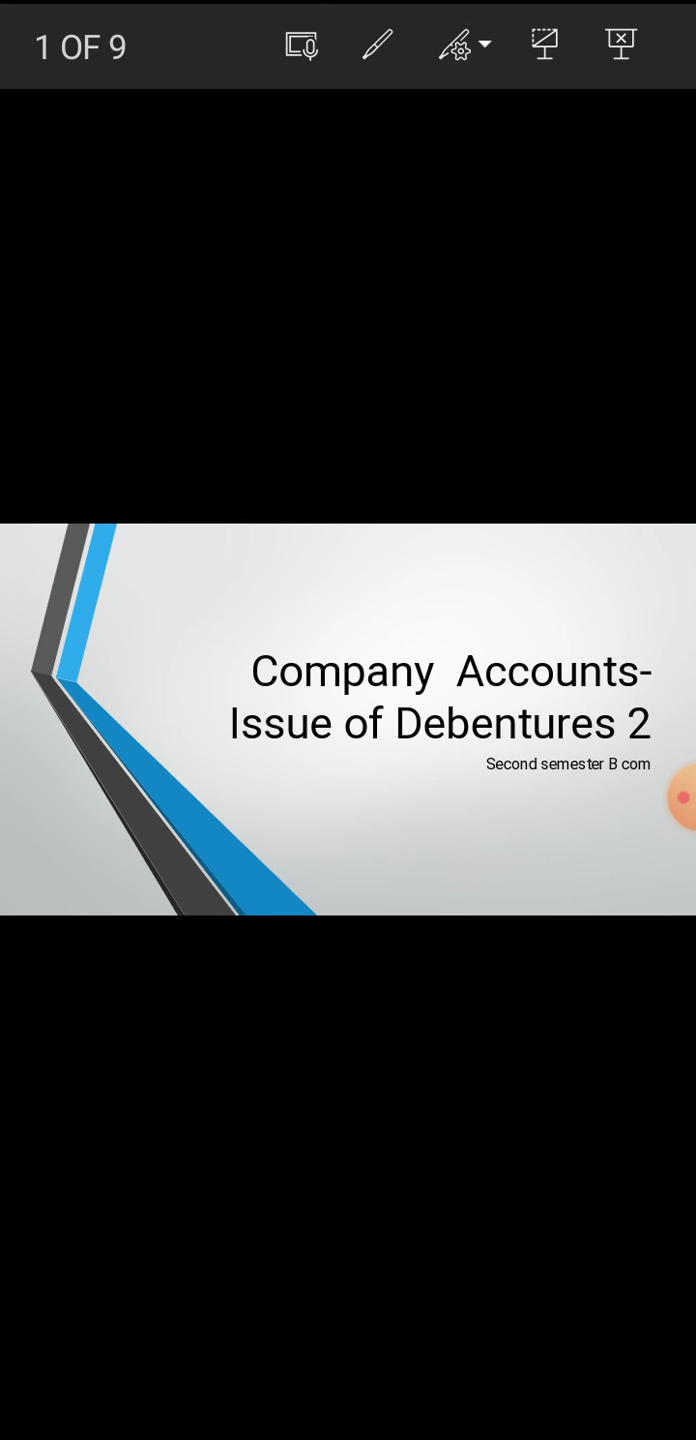 1 OF 9
Company  Accounts-
Issue of Debentures 2
Second semester B com